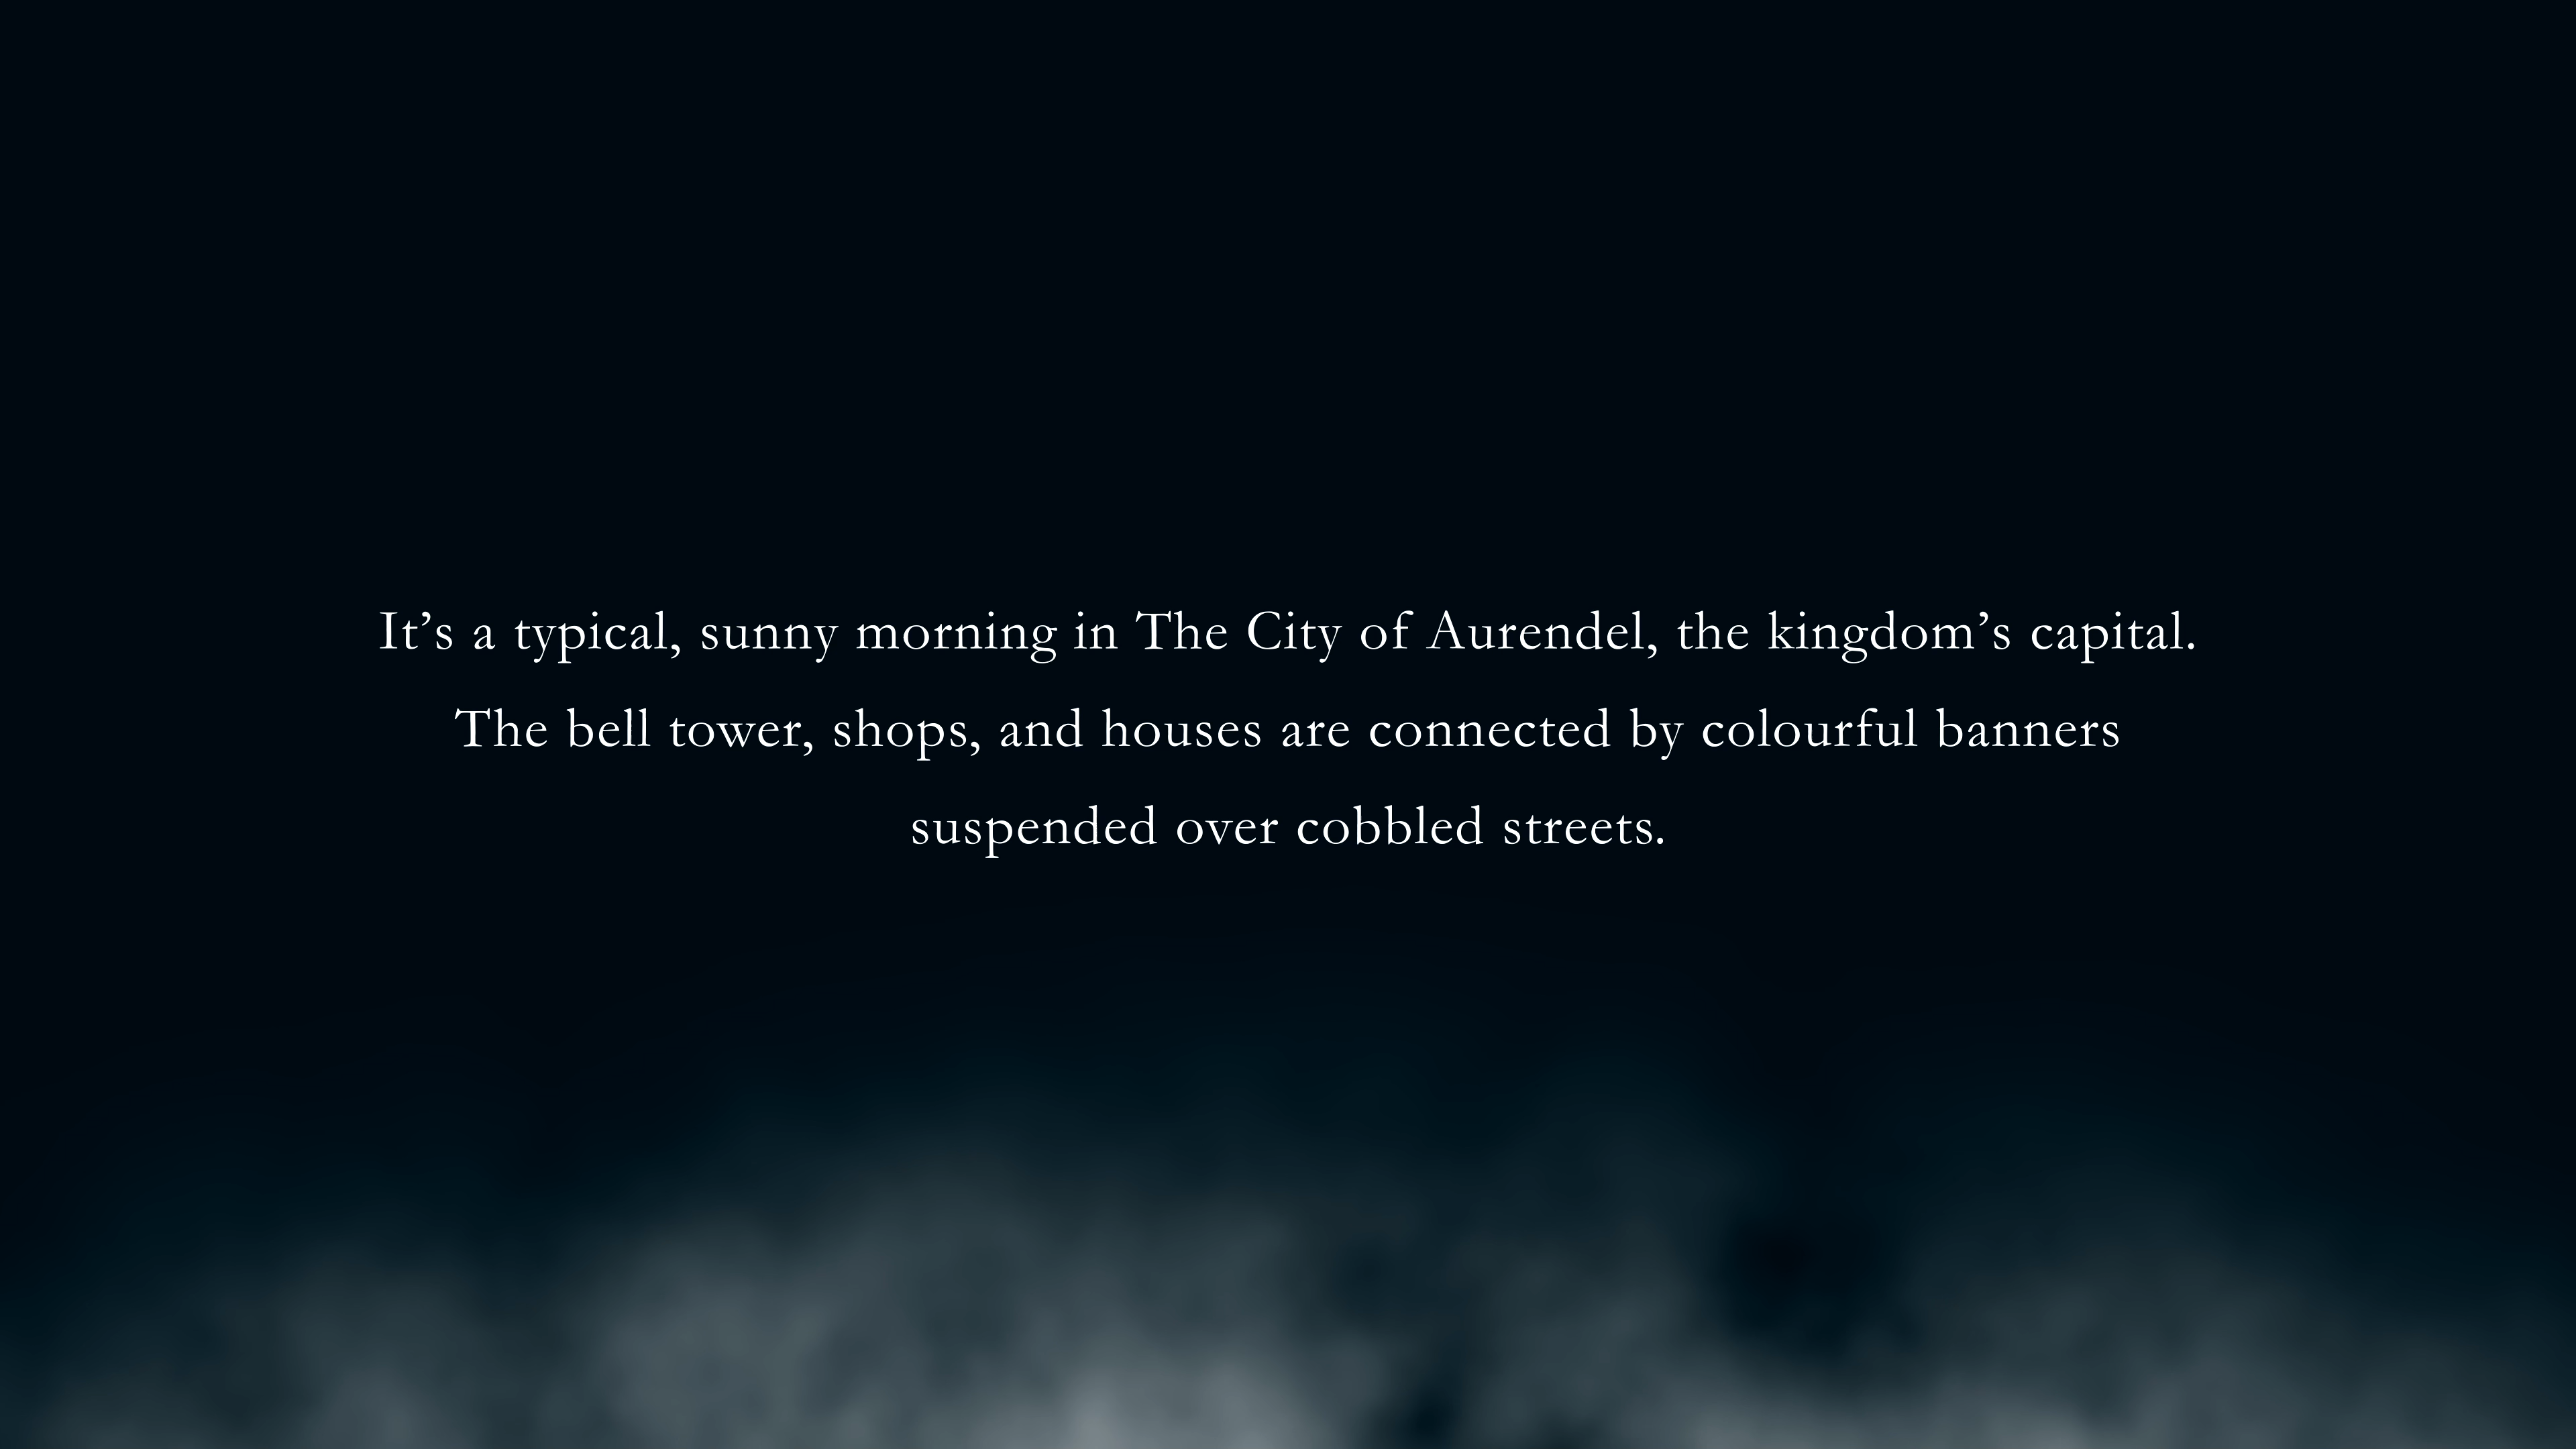 It’s a typical, sunny morning in The City of Aurendel, the kingdom’s capital.
The bell tower, shops, and houses are connected by colourful banners
suspended over cobbled streets.